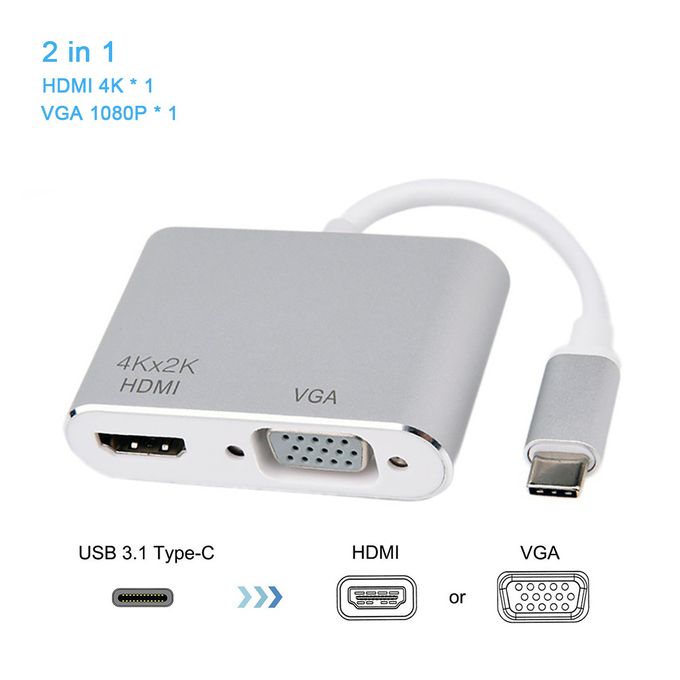 2 in 1
HDMI 4K * 1
VGA 1080P * 1
4Kx2K
HDMI
VGA
USB 3.1 Type-C
HDMI
or
VGA